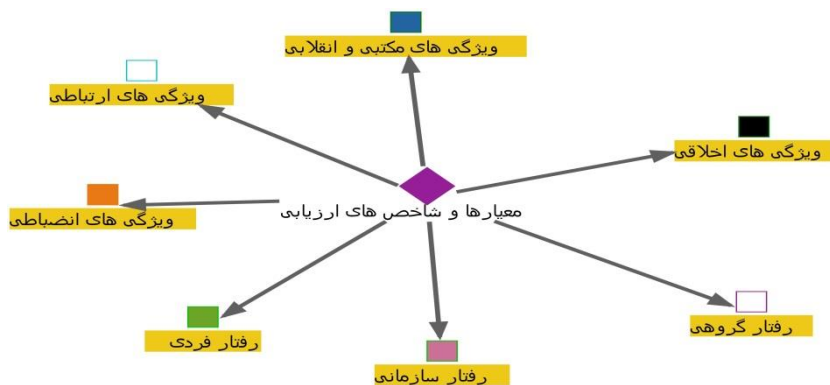 ویژگی های مکتبی و انقلابی
ویژگی های ارتباطی
ویژگی های اخلاقی
ویژگی های انضباطی
معیارها و شاخص های ارزیابی
رفتار گروهی
رفتار فردی
رفتار سازمانی